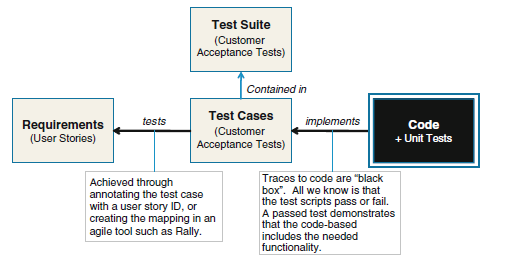 Test Suite
(Customer
Acceptance Tests)
Contained in
Requirements
(User Stories)
tests
Test Cases
(Customer
Acceptance Tests)
implements
Code
+ Unit Tests
Achieved through
annotating the test case
with a user story ID, or
creating the mapping in an
agile tool such as Rally.
Traces to code are “black
box”.  All we know is that
the test scripts pass or fail.
A passed test demonstrates
that the code-based
includes the needed
functionality.